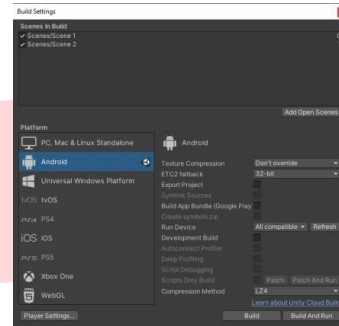 Build Settings
Scenes In Build
✓ Scenes/Scene 1 0
✓ Scenes/Scene 2
Add Open Scenes
Platform
PC, Mac & Linux Standalone
Android
Universal Windows Platform
tvOS tvOS
PS4 PS4
iOS iOS
PS5 PS5
Xbox One
WebGL
Android
Texture Compression Don't override
ETC2 fallback 32-bit
Export Project
Symlink Sources
Build App Bundle (Google Play
Create symbols.zip
Run Device All compatible Refresh
Development Build
Autoconnect Profiler
Deep Profiling
Script Debugging
Scripts Only Build Patch Patch And Run
Compression Method LZ4
Learn about Unity Cloud Build
Player Settings... Build Build And Run